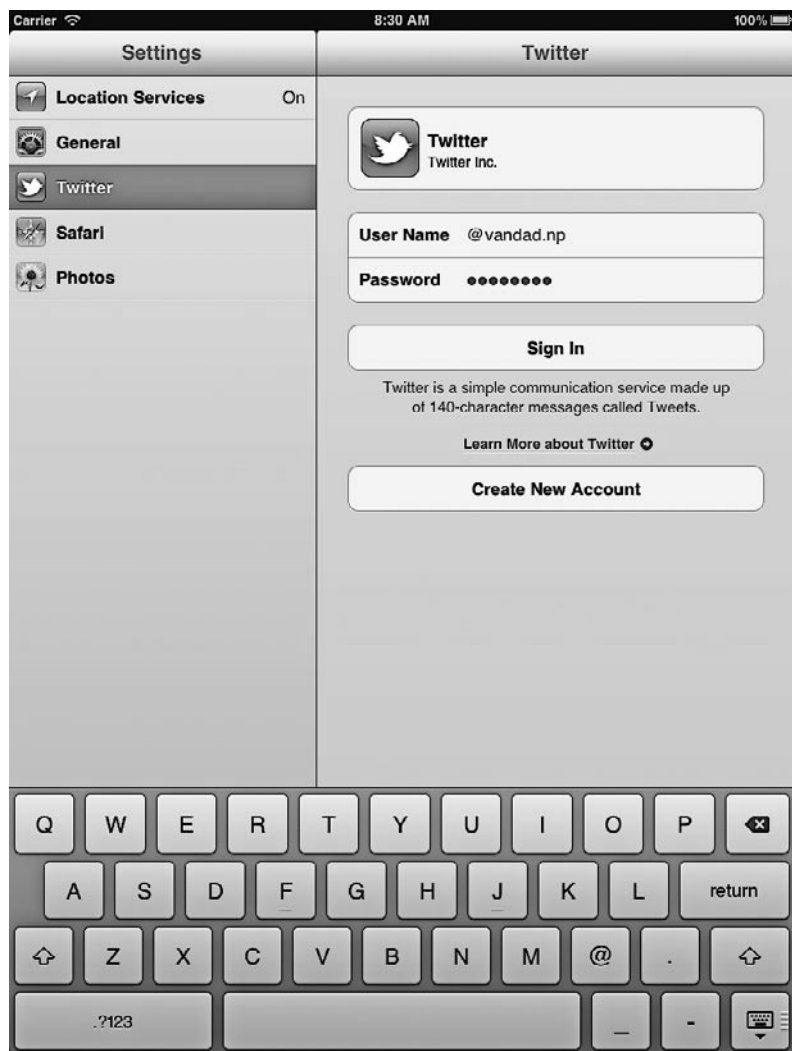 Carrier 8:30 AM 100%
Settings
Twitter
Location Services On
General
Twitter
Safari
Photos
Twitter
Twitter Inc.
User Name @vandad.np
Password ●●●●●●●●
Sign In
Twitter is a simple communication service made up
of 140-character messages called Tweets.
Learn More about Twitter
Create New Account
Q W E R T Y U I O P
A S D F G H J K L return
Z X C V B N M @ .
.?123 _ -